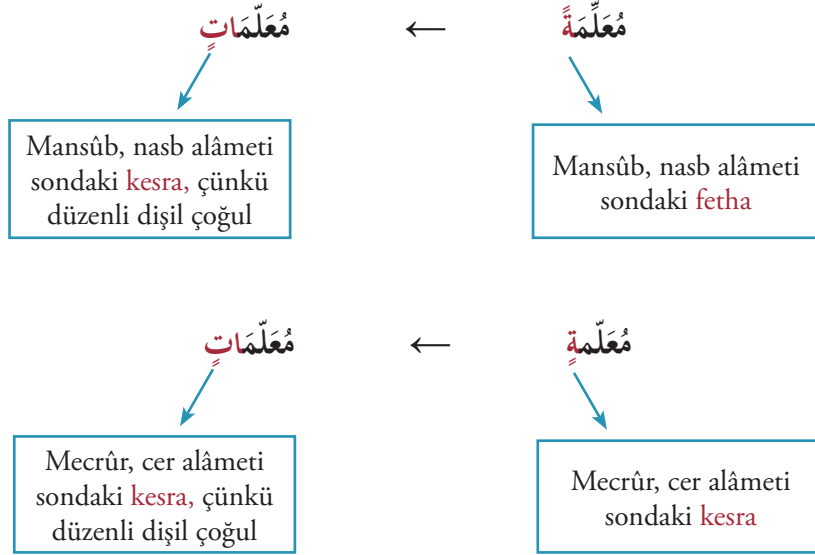 مُعَلِّمَةً ← مُعَلّمَاتٍ
Mansûb, nasb alâmeti
sondaki fetha
Mansûb, nasb alâmeti
sondaki kesra, çünkü
düzenli dişil çoğul
مُعَلّمةٍ ← مُعَلّمَاتٍ
Mecrûr, cer alâmeti
sondaki kesra
Mecrûr, cer alâmeti
sondaki kesra, çünkü
düzenli dişil çoğul